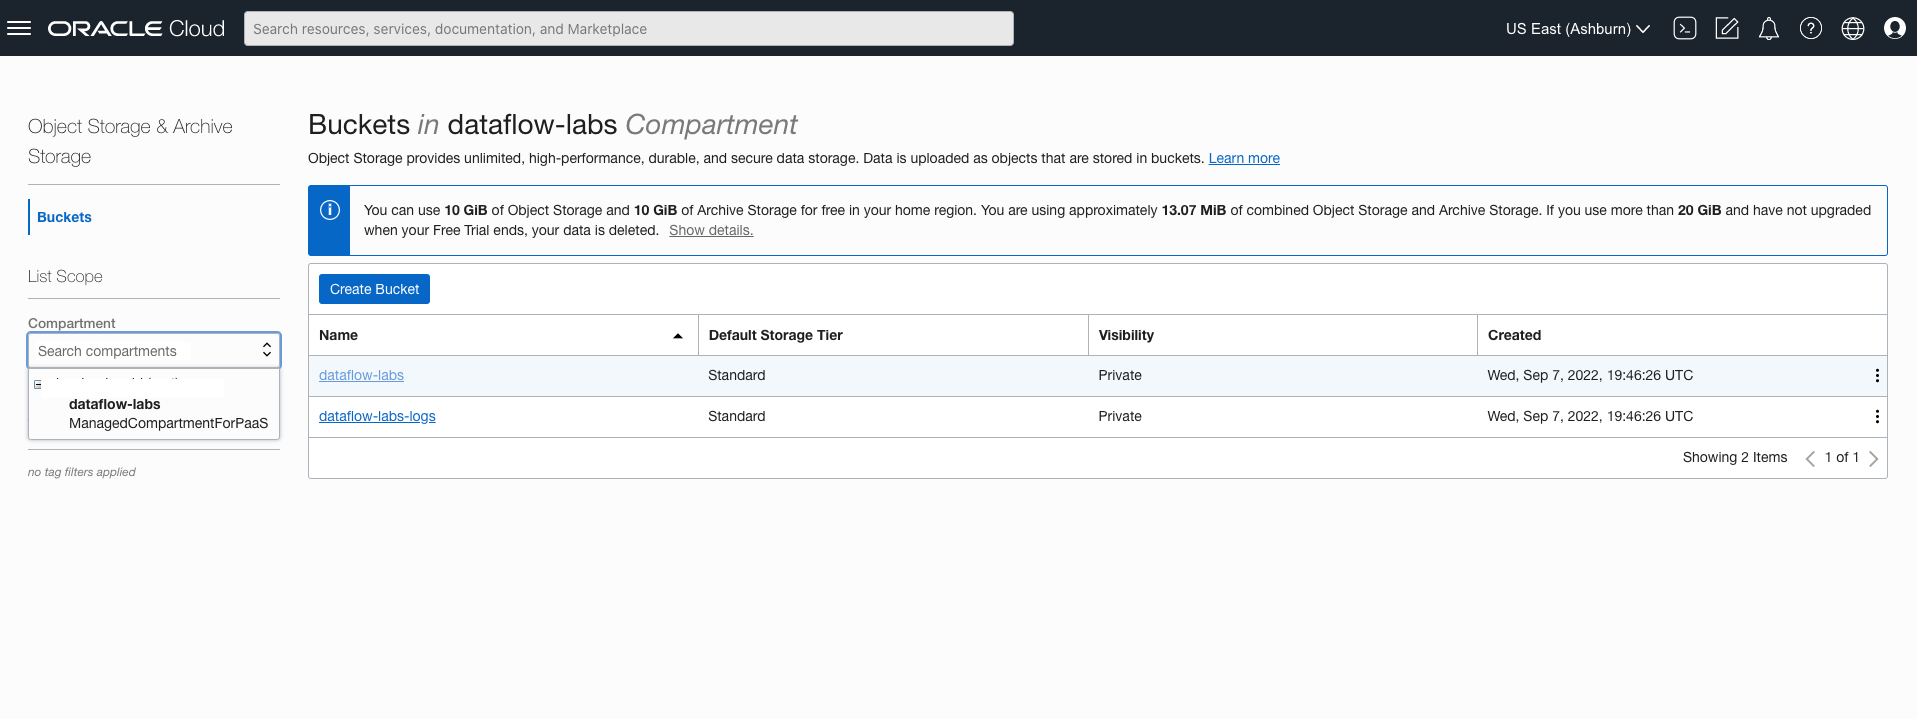 ORACLE Cloud
Search resources, services, documentation, and Marketplace
US East (Ashburn)
Object Storage & Archive
Storage
Buckets
List Scope
Compartment
Search compartments
dataflow-labs
ManagedCompartmentForPaaS
no tag filters applied
Buckets in dataflow-labs Compartment
Object Storage provides unlimited, high-performance, durable, and secure data storage. Data is uploaded as objects that are stored in buckets. Learn more
You can use 10 GiB of Object Storage and 10 GiB of Archive Storage for free in your home region. You are using approximately 13.07 MiB of combined Object Storage and Archive Storage. If you use more than 20 GiB and have not upgraded
when your Free Trial ends, your data is deleted. Show details.
Create Bucket
Name Default Storage Tier Visibility Created
dataflow-labs Standard Private Wed, Sep 7, 2022, 19:46:26 UTC
dataflow-labs-logs Standard Private Wed, Sep 7, 2022, 19:46:26 UTC
Showing 2 Items 1 of 1